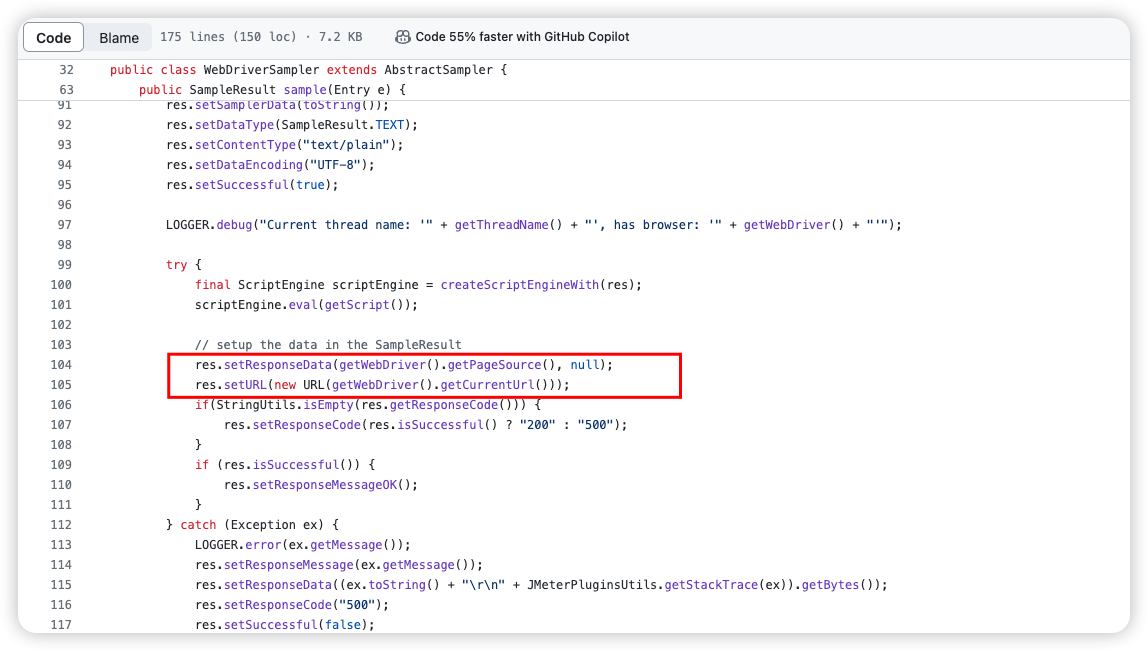 Code Blame 175 lines (150 loc) · 7.2 KB Code 55% faster with GitHub Copilot
32 public class WebDriverSampler extends AbstractSampler {
63 public SampleResult sample(Entry e) {
91 res.setSamplerData(toString());
92 res.setDataType(SampleResult.TEXT);
93 res.setContentType("text/plain");
94 res.setDataEncoding("UTF-8");
95 res.setSuccessful(true);
96
97 LOGGER.debug("Current thread name: '" + getThreadName() + "', has browser: '" + getWebDriver() + "'");
98
99 try {
100 final ScriptEngine scriptEngine = createScriptEngineWith(res);
101 scriptEngine.eval(getScript());
102
103 // setup the data in the SampleResult
104 res.setResponseData(getWebDriver().getPageSource(), null);
105 res.setURL(new URL(getWebDriver().getCurrentUrl()));
106 if(StringUtils.isEmpty(res.getResponseCode())) {
107 res.setResponseCode(res.isSuccessful() ? "200" : "500");
108 }
109 if (res.isSuccessful()) {
110 res.setResponseMessageOK();
111 }
112 } catch (Exception ex) {
113 LOGGER.error(ex.getMessage());
114 res.setResponseMessage(ex.getMessage());
115 res.setResponseData((ex.toString() + "\r\n" + JMeterPluginsUtils.getStackTrace(ex)).getBytes());
116 res.setResponseCode("500");
117 res.setSuccessful(false);